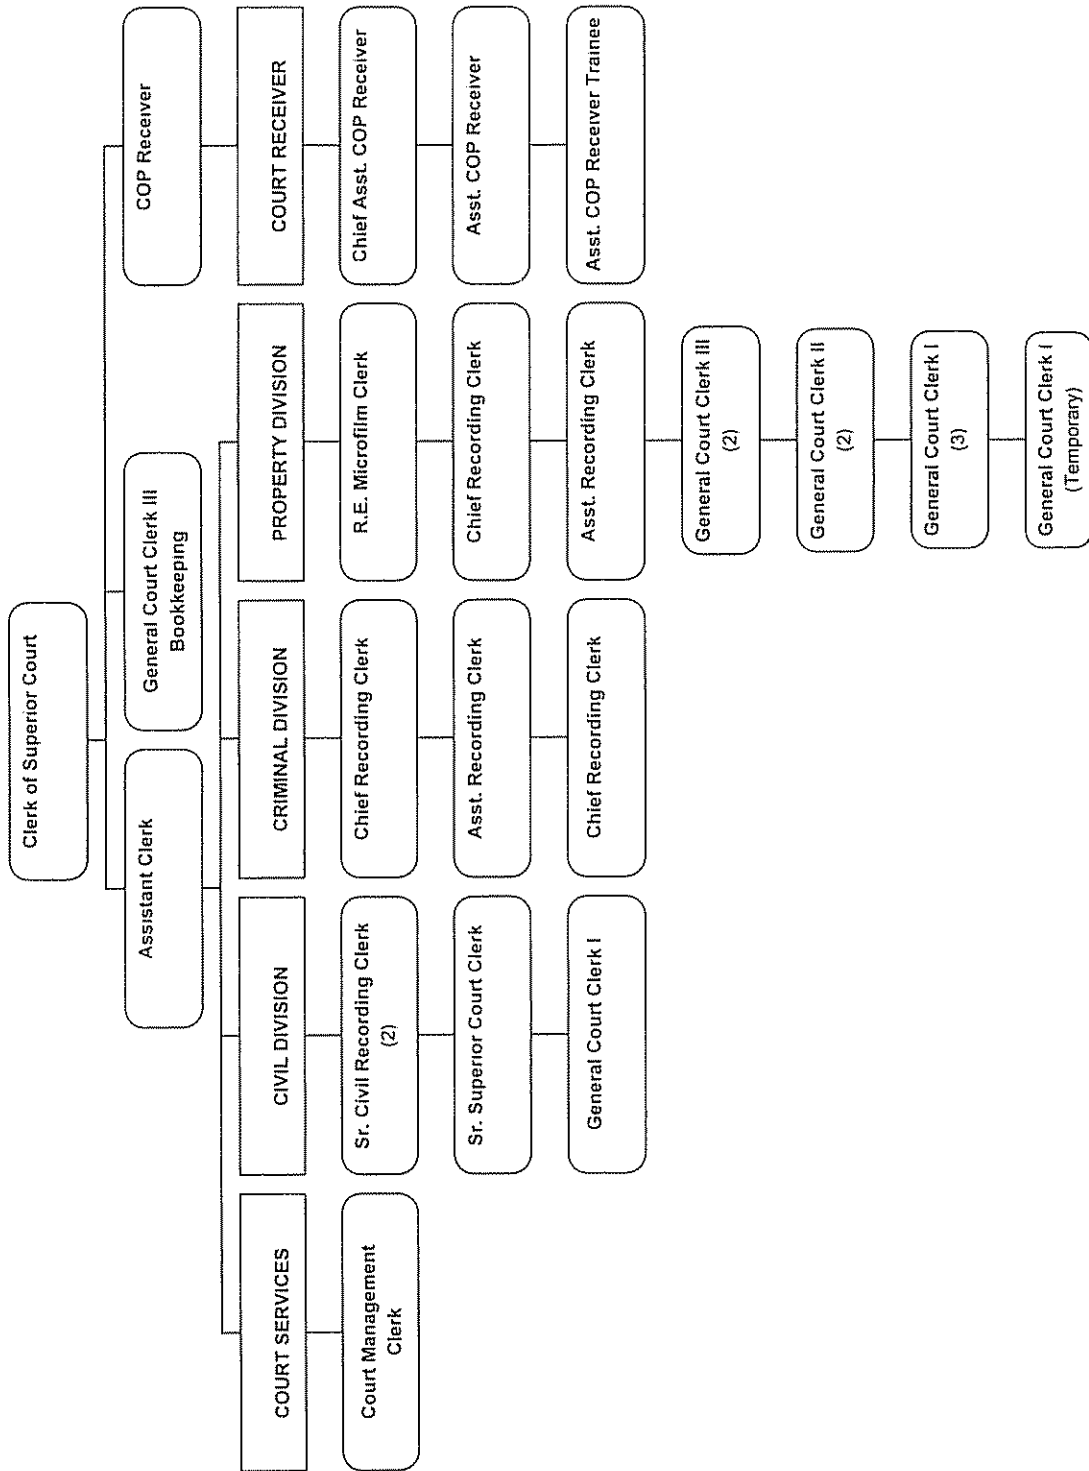 Clerk of Superior Court
Assistant Clerk
General Court Clerk III
Bookkeeping
COP Receiver
COURT SERVICES
CIVIL DIVISION
CRIMINAL DIVISION
PROPERTY DIVISION
COURT RECEIVER
Court Management
Clerk
Sr. Civil Recording Clerk
(2)
Chief Recording Clerk
R.E. Microfilm Clerk
Chief Asst. COP Receiver
Sr. Superior Court Clerk
Asst. Recording Clerk
Chief Recording Clerk
Asst. COP Receiver
General Court Clerk I
Chief Recording Clerk
Asst. Recording Clerk
Asst. COP Receiver Trainee
General Court Clerk III
(2)
General Court Clerk II
(2)
General Court Clerk I
(3)
General Court Clerk I
(Temporary)